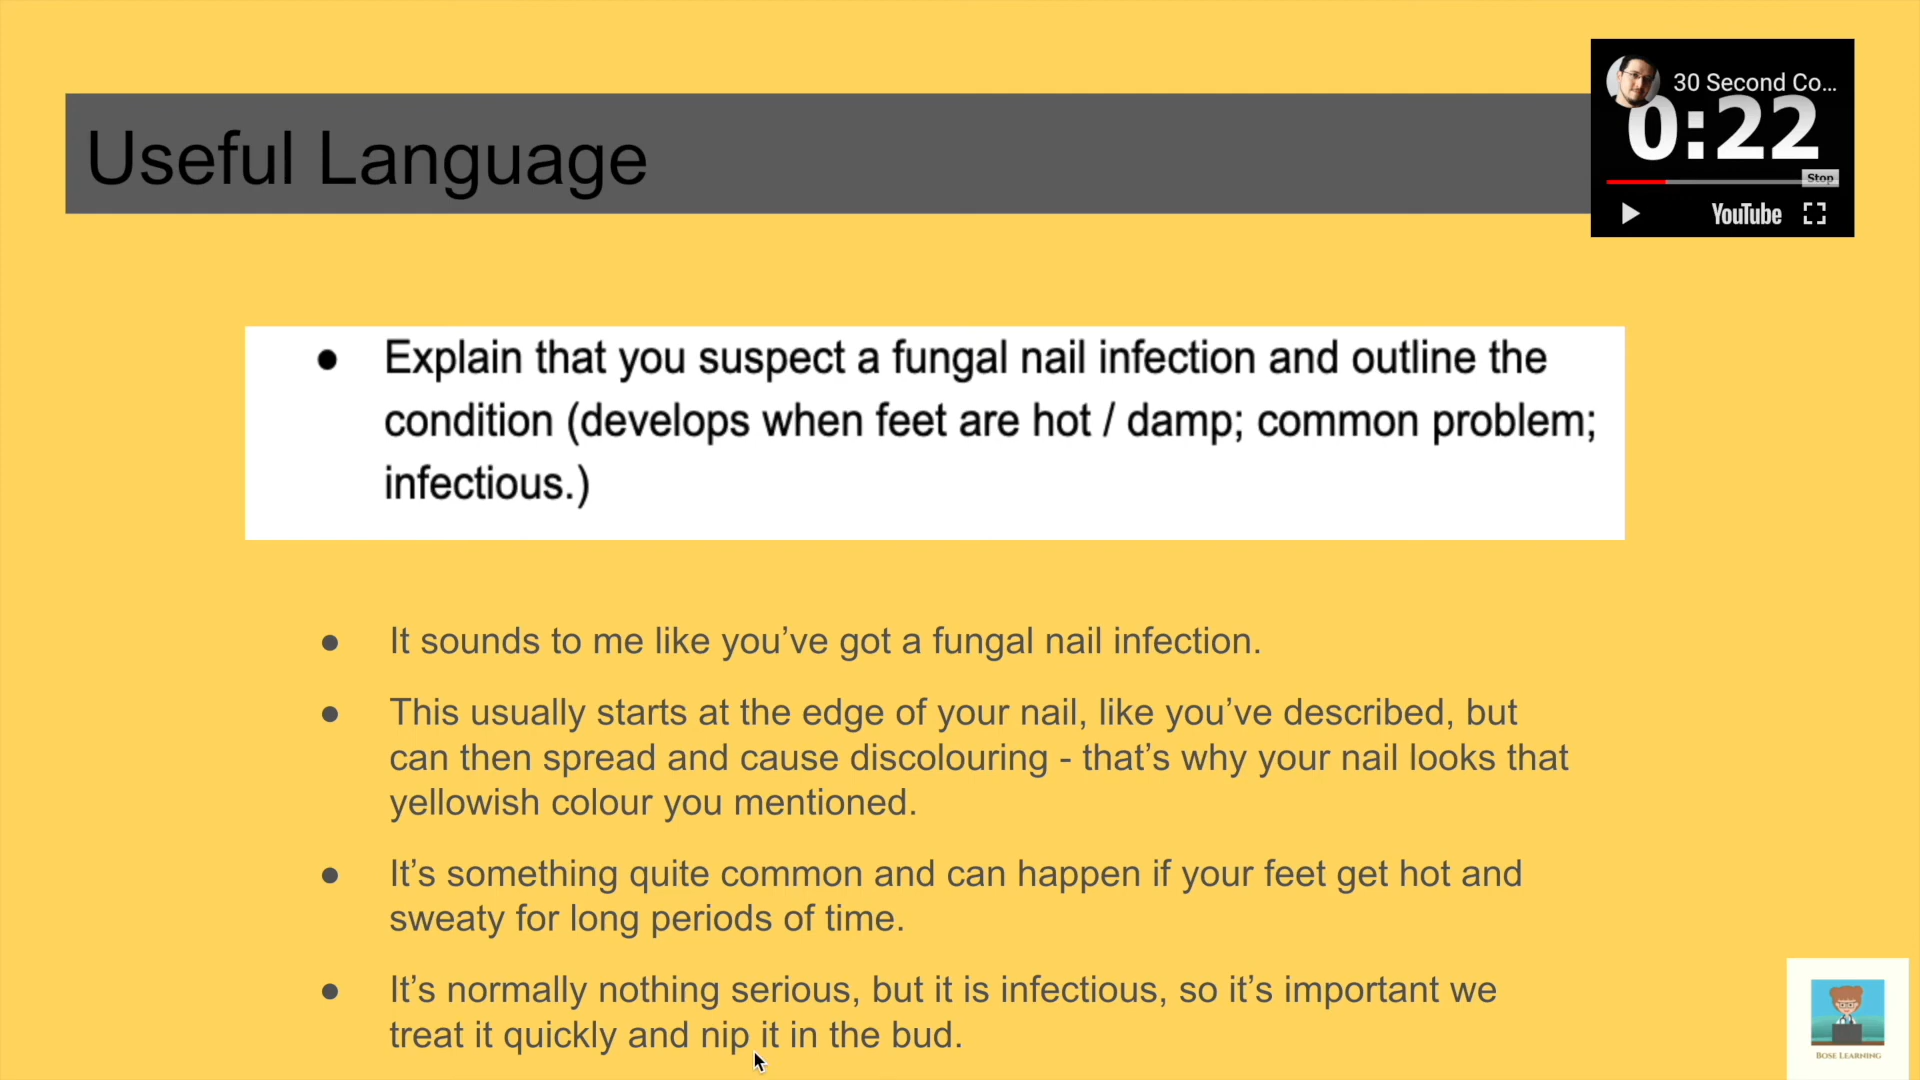 30 Second Co...
0:22
Stop
YouTube
Useful Language
● Explain that you suspect a fungal nail infection and outline the
condition (develops when feet are hot / damp; common problem;
infectious.)
● It sounds to me like you’ve got a fungal nail infection.
● This usually starts at the edge of your nail, like you’ve described, but
can then spread and cause discolouring - that’s why your nail looks that
yellowish colour you mentioned.
● It’s something quite common and can happen if your feet get hot and
sweaty for long periods of time.
● It’s normally nothing serious, but it is infectious, so it’s important we
treat it quickly and nip it in the bud.
BOSE LEARNING